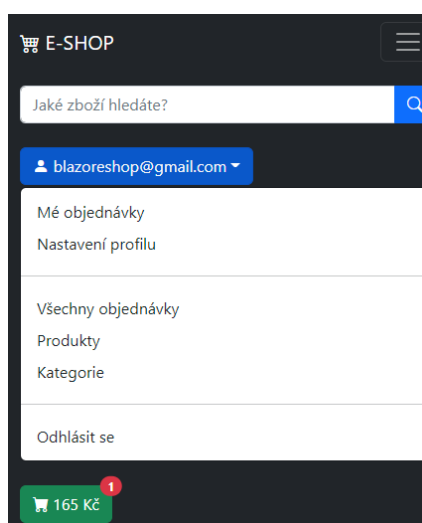 E-SHOP
Jaké zboží hledáte?
blazoreshop@gmail.com
Mé objednávky
Nastavení profilu
Všechny objednávky
Produkty
Kategorie
Odhlásit se
1
165 Kč